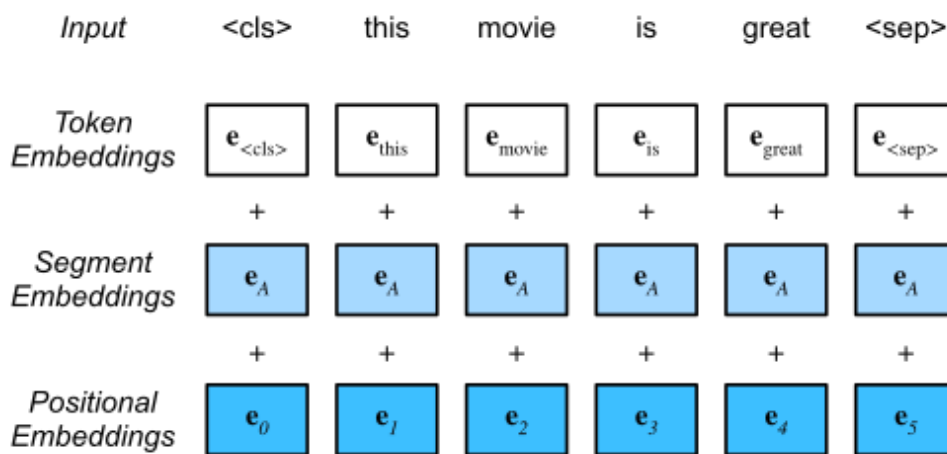 Input <cls> this movie is great <sep>
Token Embeddings e<cls> ethis emovie eis egreat e<sep>
+ + + + + +
Segment Embeddings eA eA eA eA eA eA
+ + + + + +
Positional Embeddings e0 e1 e2 e3 e4 e5